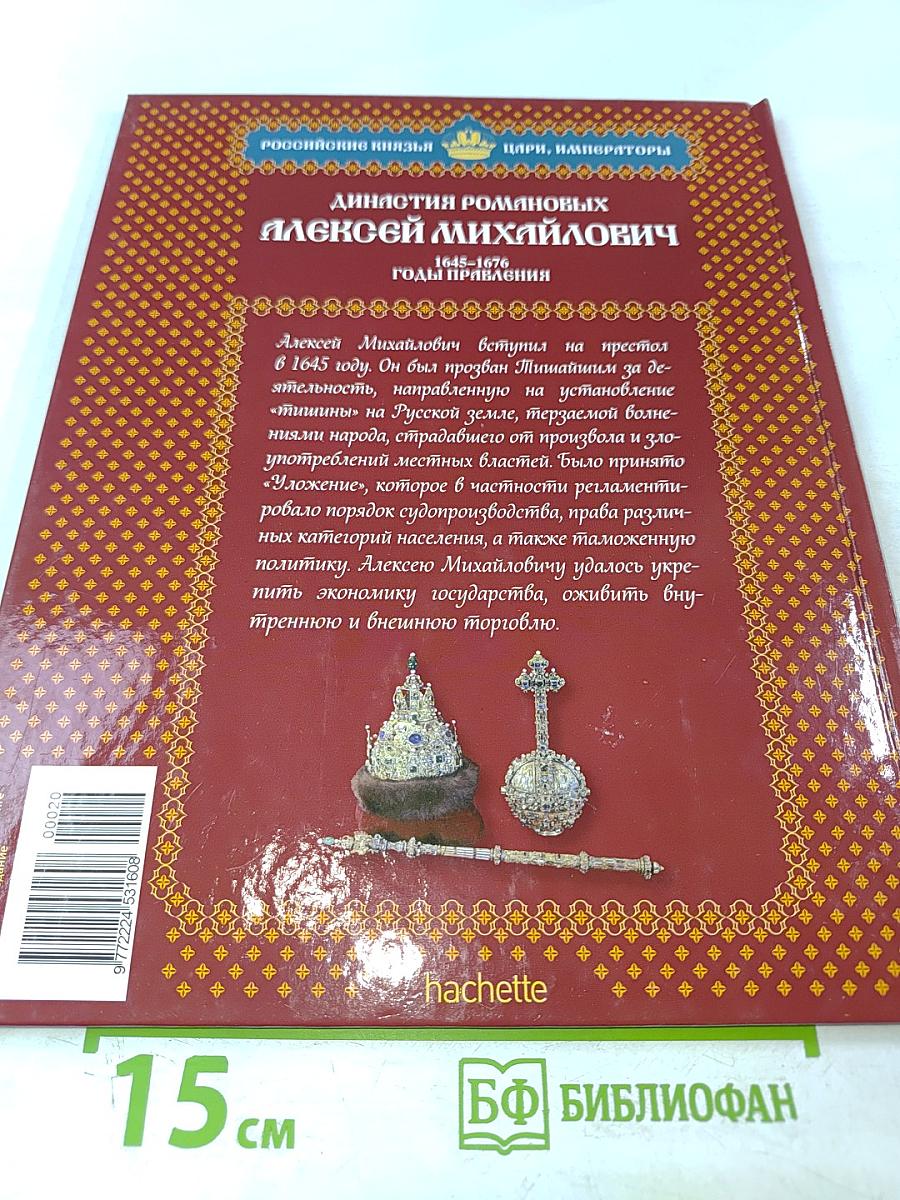 РОССИЙСКИЕ КНЯЗЬЯ ЦАРИ, ИМПЕРАТОРЫ
ДИНАСТИЯ РОМАНОВЫХ
АЛЕКСЕЙ МИХАЙЛОВИЧ
1645–1676
ГОДЫ ПРАВЛЕНИЯ
Алексей Михайлович вступил на престол
в 1645 году. Он был прозван Тишайшим за де-
ятельность, направленную на установление
«тишины» на Русской земле, терзаемой волне-
ниями народа, страдавшего от произвола и зло-
употреблений местных властей. Было принято
«Уложение», которое в частности регламенти-
ровало порядок судопроизводства, права различ-
ных категорий населения, а также таможенную
политику. Алексею Михайловичу удалось укре-
пить экономику государства, оживить вну-
треннюю и внешнюю торговлю.
00020
9 772224 531608
hachette
15 см
БФ БИБЛИОФАН